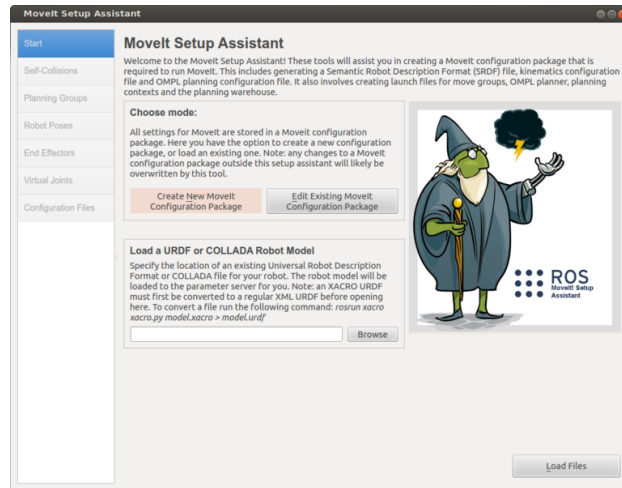 MoveIt Setup Assistant
Start
Self-Collisions
Planning Groups
Robot Poses
End Effectors
Virtual Joints
Configuration Files
MoveIt Setup Assistant
Welcome to the MoveIt Setup Assistant! These tools will assist you in creating a MoveIt configuration package that is
required to run MoveIt. This includes generating a Semantic Robot Description Format (SRDF) file, kinematics configuration
file and OMPL planning configuration file. It also involves creating launch files for move groups, OMPL planner, planning
contexts and the planning warehouse.
Choose mode:
All settings for MoveIt are stored in a Moveit configuration
package. Here you have the option to create a new configuration
package, or load an existing one. Note: any changes to a MoveIt
configuration package outside this setup assistant will likely be
overwritten by this tool.
Create New MoveIt
Configuration Package
Edit Existing MoveIt
Configuration Package
Load a URDF or COLLADA Robot Model
Specify the location of an existing Universal Robot Description
Format or COLLADA file for your robot. The robot model will be
loaded to the parameter server for you. Note: an XACRO URDF
must first be converted to a regular XML URDF before opening
here. To convert a file run the following command: rosrun xacro
xacro.py model.xacro > model.urdf
Browse
ROS
MoveIt! Setup
Assistant
Load Files